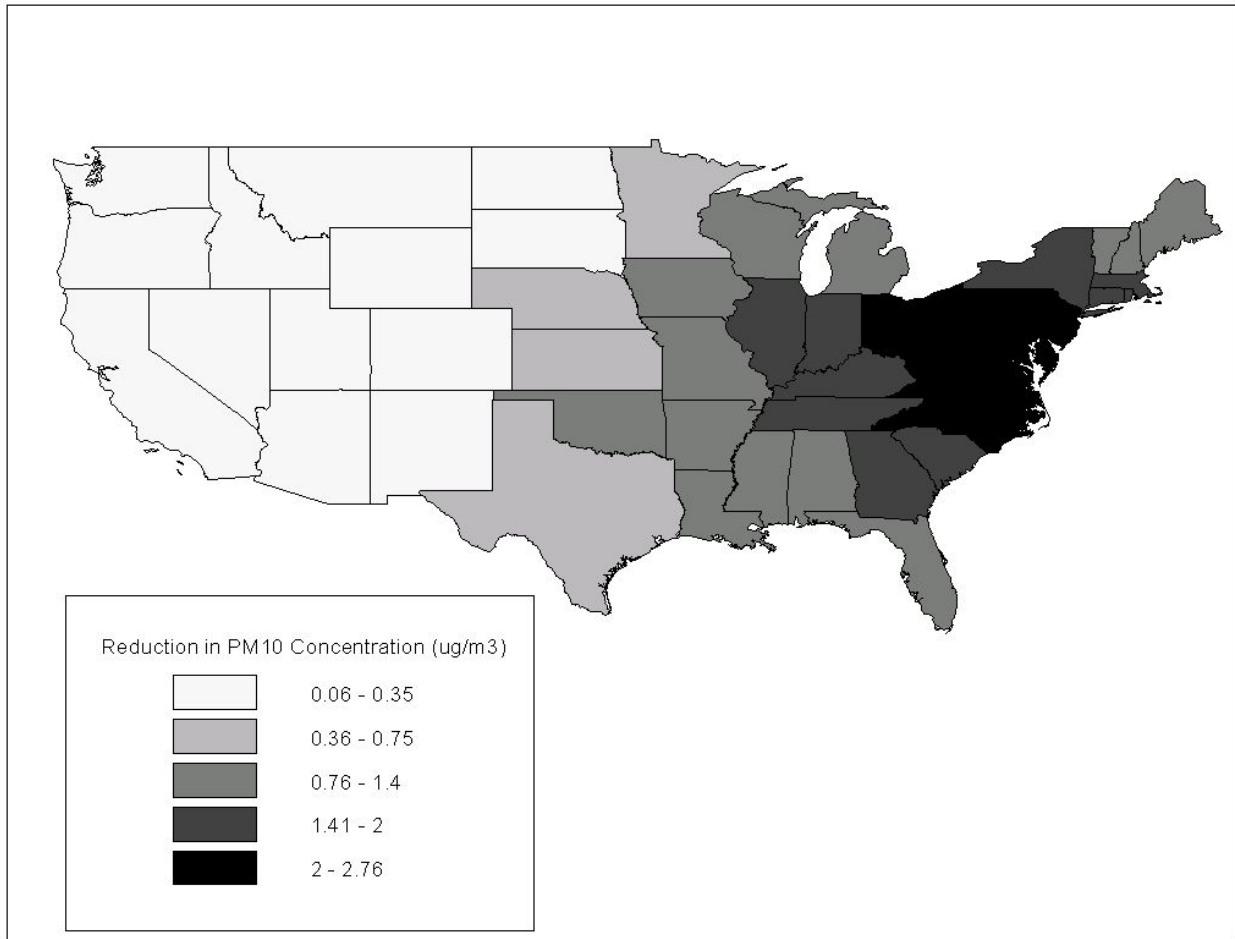 Reduction in PM10 Concentration (ug/m3)
0.06 - 0.35
0.36 - 0.75
0.76 - 1.4
1.41 - 2
2 - 2.76